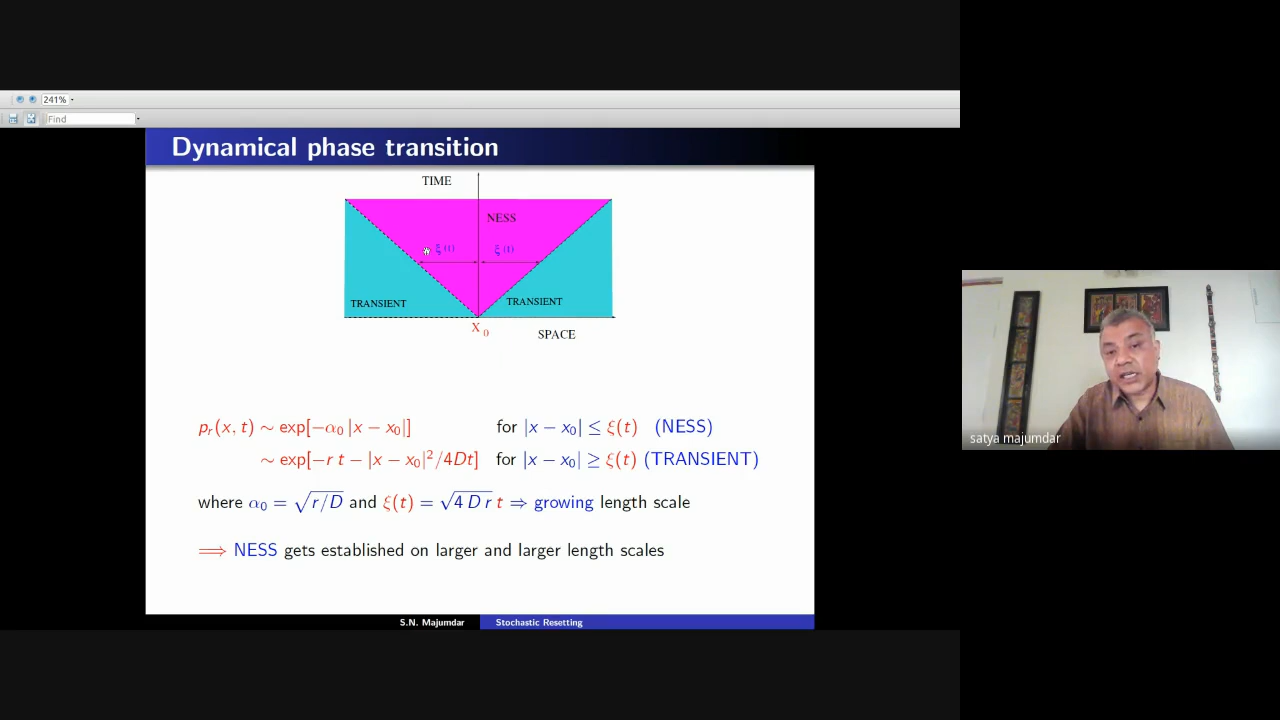 241%
Find
Dynamical phase transition
TIME
NESS
ξ (t) ξ (t)
TRANSIENT TRANSIENT
X₀
SPACE
pᵣ(x, t) ∼ exp[−α₀ |x − x₀|] for |x − x₀| ≤ ξ(t) (NESS)
∼ exp[−r t − |x − x₀|²/4Dt] for |x − x₀| ≥ ξ(t) (TRANSIENT)
where α₀ = √(r/D) and ξ(t) = √(4 D r) t ⇒ growing length scale
⟹ NESS gets established on larger and larger length scales
S.N. Majumdar Stochastic Resetting
satya majumdar